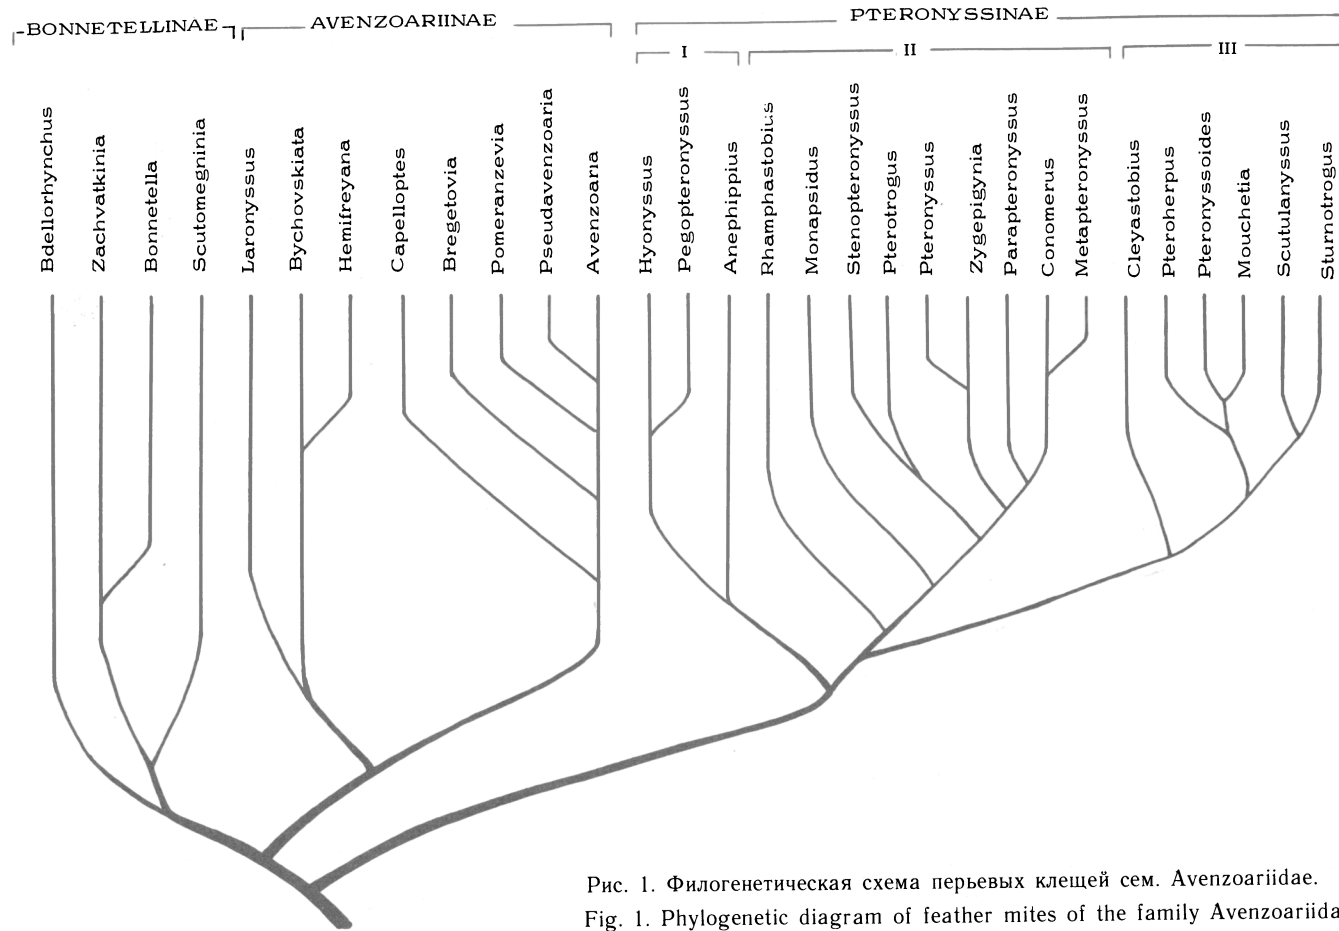 BONNETELLINAE
AVENZOARIINAE
PTERONYSSINAE
I
II
III
Bdellorhynchus
Zachvatkinia
Bonnetella
Scutomegninia
Laronyssus
Bychovskiata
Hemifreyana
Capelloptes
Bregetovia
Pomeranzevia
Pseudavenzoaria
Avenzoaria
Hyonyssus
Pegopteronyssus
Anephippius
Rhamphastobius
Monapsidus
Stenopteronyssus
Pterotrogus
Pteronyssus
Zygepigynia
Parapteronyssus
Conomerus
Metapteronyssus
Cleyastobius
Pteroherpus
Pteronyssoides
Mouchetia
Scutulanyssus
Sturnotrogus
Рис. 1. Филогенетическая схема перьевых клещей сем. Avenzoariidae.
Fig. 1. Phylogenetic diagram of feather mites of the family Avenzoariida